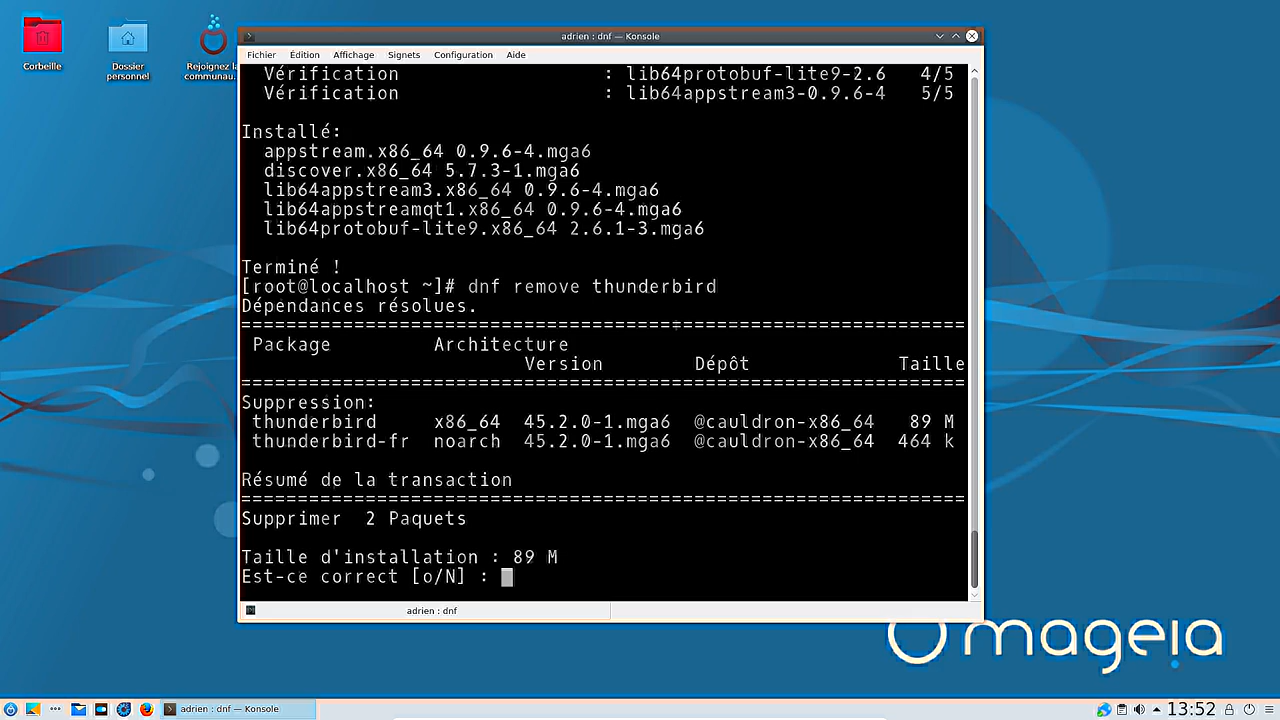 Corbeille
Dossier
personnel
Rejoignez la
communau...
adrien : dnf — Konsole
Fichier Édition Affichage Signets Configuration Aide
Vérification : lib64protobuf-lite9-2.6 4/5
Vérification : lib64appstream3-0.9.6-4 5/5
Installé:
appstream.x86_64 0.9.6-4.mga6
discover.x86_64 5.7.3-1.mga6
lib64appstream3.x86_64 0.9.6-4.mga6
lib64appstreamqt1.x86_64 0.9.6-4.mga6
lib64protobuf-lite9.x86_64 2.6.1-3.mga6
Terminé !
[root@localhost ~]# dnf remove thunderbird
Dépendances résolues.
================================================================
Package Architecture
Version Dépôt Taille
================================================================
Suppression:
thunderbird x86_64 45.2.0-1.mga6 @cauldron-x86_64 89 M
thunderbird-fr noarch 45.2.0-1.mga6 @cauldron-x86_64 464 k
Résumé de la transaction
================================================================
Supprimer 2 Paquets
Taille d'installation : 89 M
Est-ce correct [o/N] :
adrien : dnf
mageia
adrien : dnf — Konsole
13:52